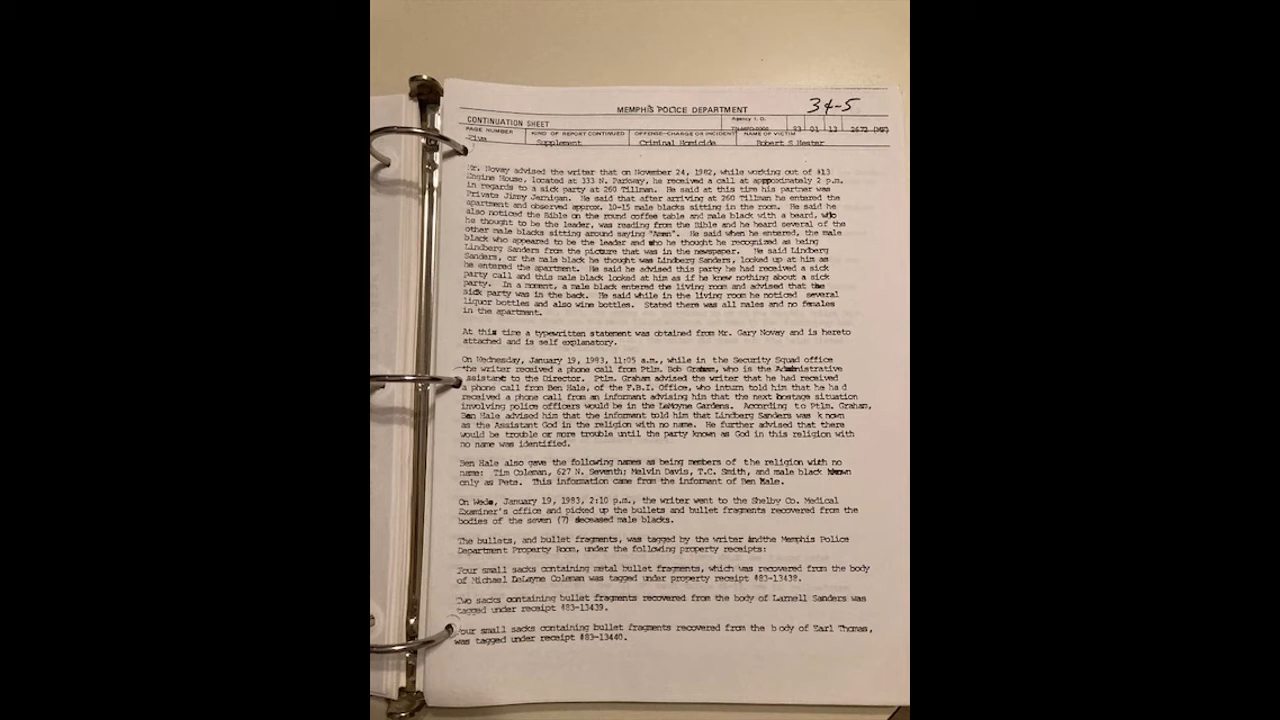 34-5
MEMPHIS POLICE DEPARTMENT
CONTINUATION SHEET
Agency I. D.
83 01 13 2672 (MF)
PAGE NUMBER KIND OF REPORT CONTINUED OFFENSE-CHARGE OR INCIDENT NAME OF VICTIM
Five Supplement Criminal Homicide Robert S Hester
Mr. Novay advised the writer that on November 24, 1982, while working out of #13
Engine House, located at 333 N. Parkway, he received a call at approximately 2 p.m.
in regards to a sick party at 260 Tillman. He said at this time his partner was
Private Jimmy Jernigan. He said that after arriving at 260 Tillman he entered the
apartment and observed approx. 10-15 male blacks sitting in the room. He said he
also noticed the Bible on the round coffee table and male black with a beard, who
he thought to be the leader, was reading from the Bible and he heard several of the
other male blacks sitting around saying "Amen". He said when he entered, the male
black who appeared to be the leader and who he thought he recognized as being
Lindberg Sanders from the picture that was in the newspaper. He said Lindberg
Sanders, or the male black he thought was Lindberg Sanders, looked up at him as
he entered the apartment. He said he advised this party he had received a sick
party call and this male black looked at him as if he knew nothing about a sick
party. In a moment, a male black entered the living room and advised that the
sick party was in the back. He said while in the living room he noticed several
liquor bottles and also wine bottles. Stated there was all males and no females
in the apartment.
At this time a typewritten statement was obtained from Mr. Gary Novay and is hereto
attached and is self explanatory.
On Wednesday, January 19, 1983, 11:05 a.m., while in the Security Squad office
the writer received a phone call from Ptlm. Bob Graham, who is the Administrative
assistant to the Director. Ptlm. Graham advised the writer that he had received
a phone call from Ben Hale, of the F.B.I. Office, who inturn told him that he had
received a phone call from an informant advising him that the next hostage situation
involving police officers would be in the LeMoyne Gardens. According to Ptlm. Graham,
Ben Hale advised him that the informant told him that Lindberg Sanders was known
as the Assistant God in the religion with no name. He further advised that there
would be trouble or more trouble until the party known as God in this religion with
no name was identified.
Ben Hale also gave the following names as being members of the religion with no
name: Tim Coleman, 627 N. Seventh; Melvin Davis, T.C. Smith, and male black known
only as Pete. This information came from the informant of Ben Hale.
On Wed., January 19, 1983, 2:10 p.m., the writer went to the Shelby Co. Medical
Examiner's office and picked up the bullets and bullet fragments recovered from the
bodies of the seven (7) deceased male blacks.
The bullets, and bullet fragments, was tagged by the writer in the Memphis Police
Department Property Room, under the following property receipts:
Four small sacks containing metal bullet fragments, which was recovered from the body
of Michael DeLayne Coleman was tagged under property receipt #83-13438.
Two sacks containing bullet fragments recovered from the body of Larnell Sanders was
tagged under receipt #83-13439.
Four small sacks containing bullet fragments recovered from the body of Earl Thomas,
was tagged under receipt #83-13440.